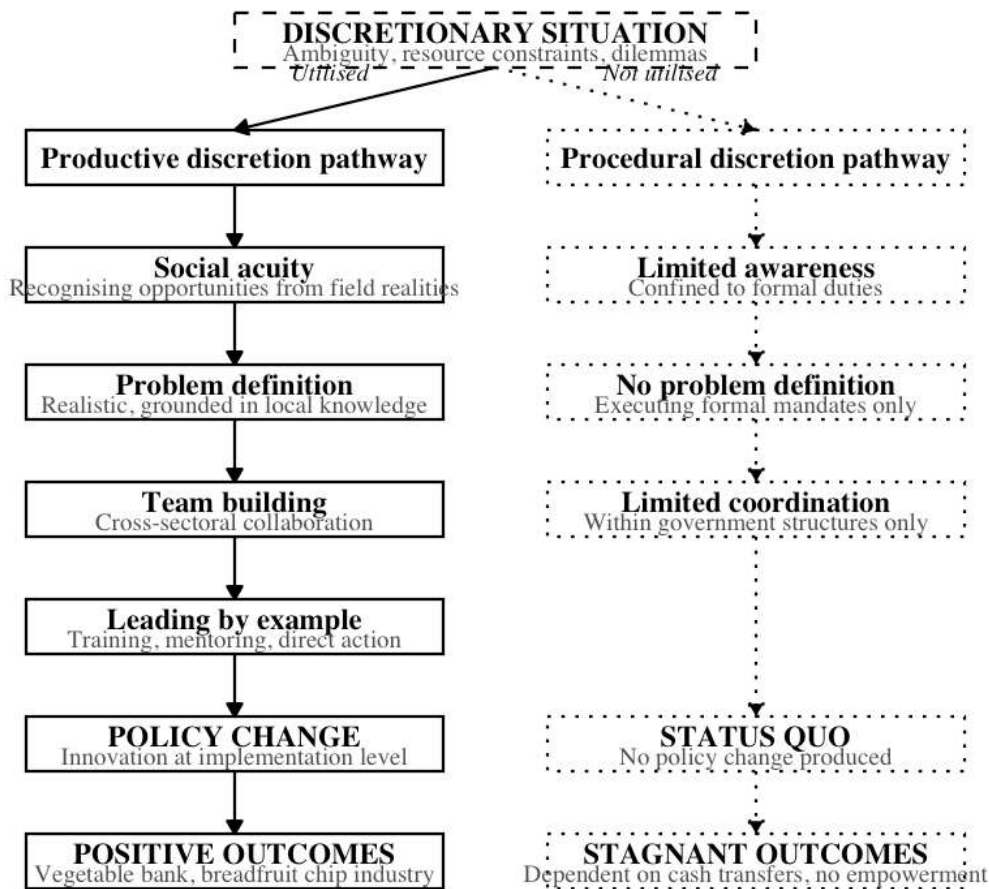 DISCRETIONARY SITUATION
Ambiguity, resource constraints, dilemmas
Utilised
Not utilised
Productive discretion pathway
Procedural discretion pathway
Social acuity
Recognising opportunities from field realities
Limited awareness
Confined to formal duties
Problem definition
Realistic, grounded in local knowledge
No problem definition
Executing formal mandates only
Team building
Cross-sectoral collaboration
Limited coordination
Within government structures only
Leading by example
Training, mentoring, direct action
POLICY CHANGE
Innovation at implementation level
STATUS QUO
No policy change produced
POSITIVE OUTCOMES
Vegetable bank, breadfruit chip industry
STAGNANT OUTCOMES
Dependent on cash transfers, no empowerment